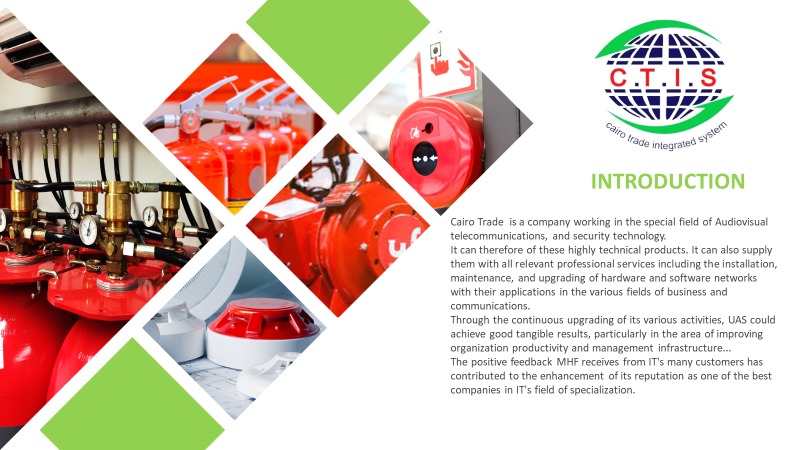 C.T.I.S
cairo trade integrated system
INTRODUCTION
Cairo Trade is a company working in the special field of Audiovisual
telecommunications, and security technology.
It can therefore of these highly technical products. It can also supply
them with all relevant professional services including the installation,
maintenance, and upgrading of hardware and software networks
with their applications in the various fields of business and
communications.
Through the continuous upgrading of its various activities, UAS could
achieve good tangible results, particularly in the area of improving
organization productivity and management infrastructure...
The positive feedback MHF receives from IT's many customers has
contributed to the enhancement of its reputation as one of the best
companies in IT's field of specialization.